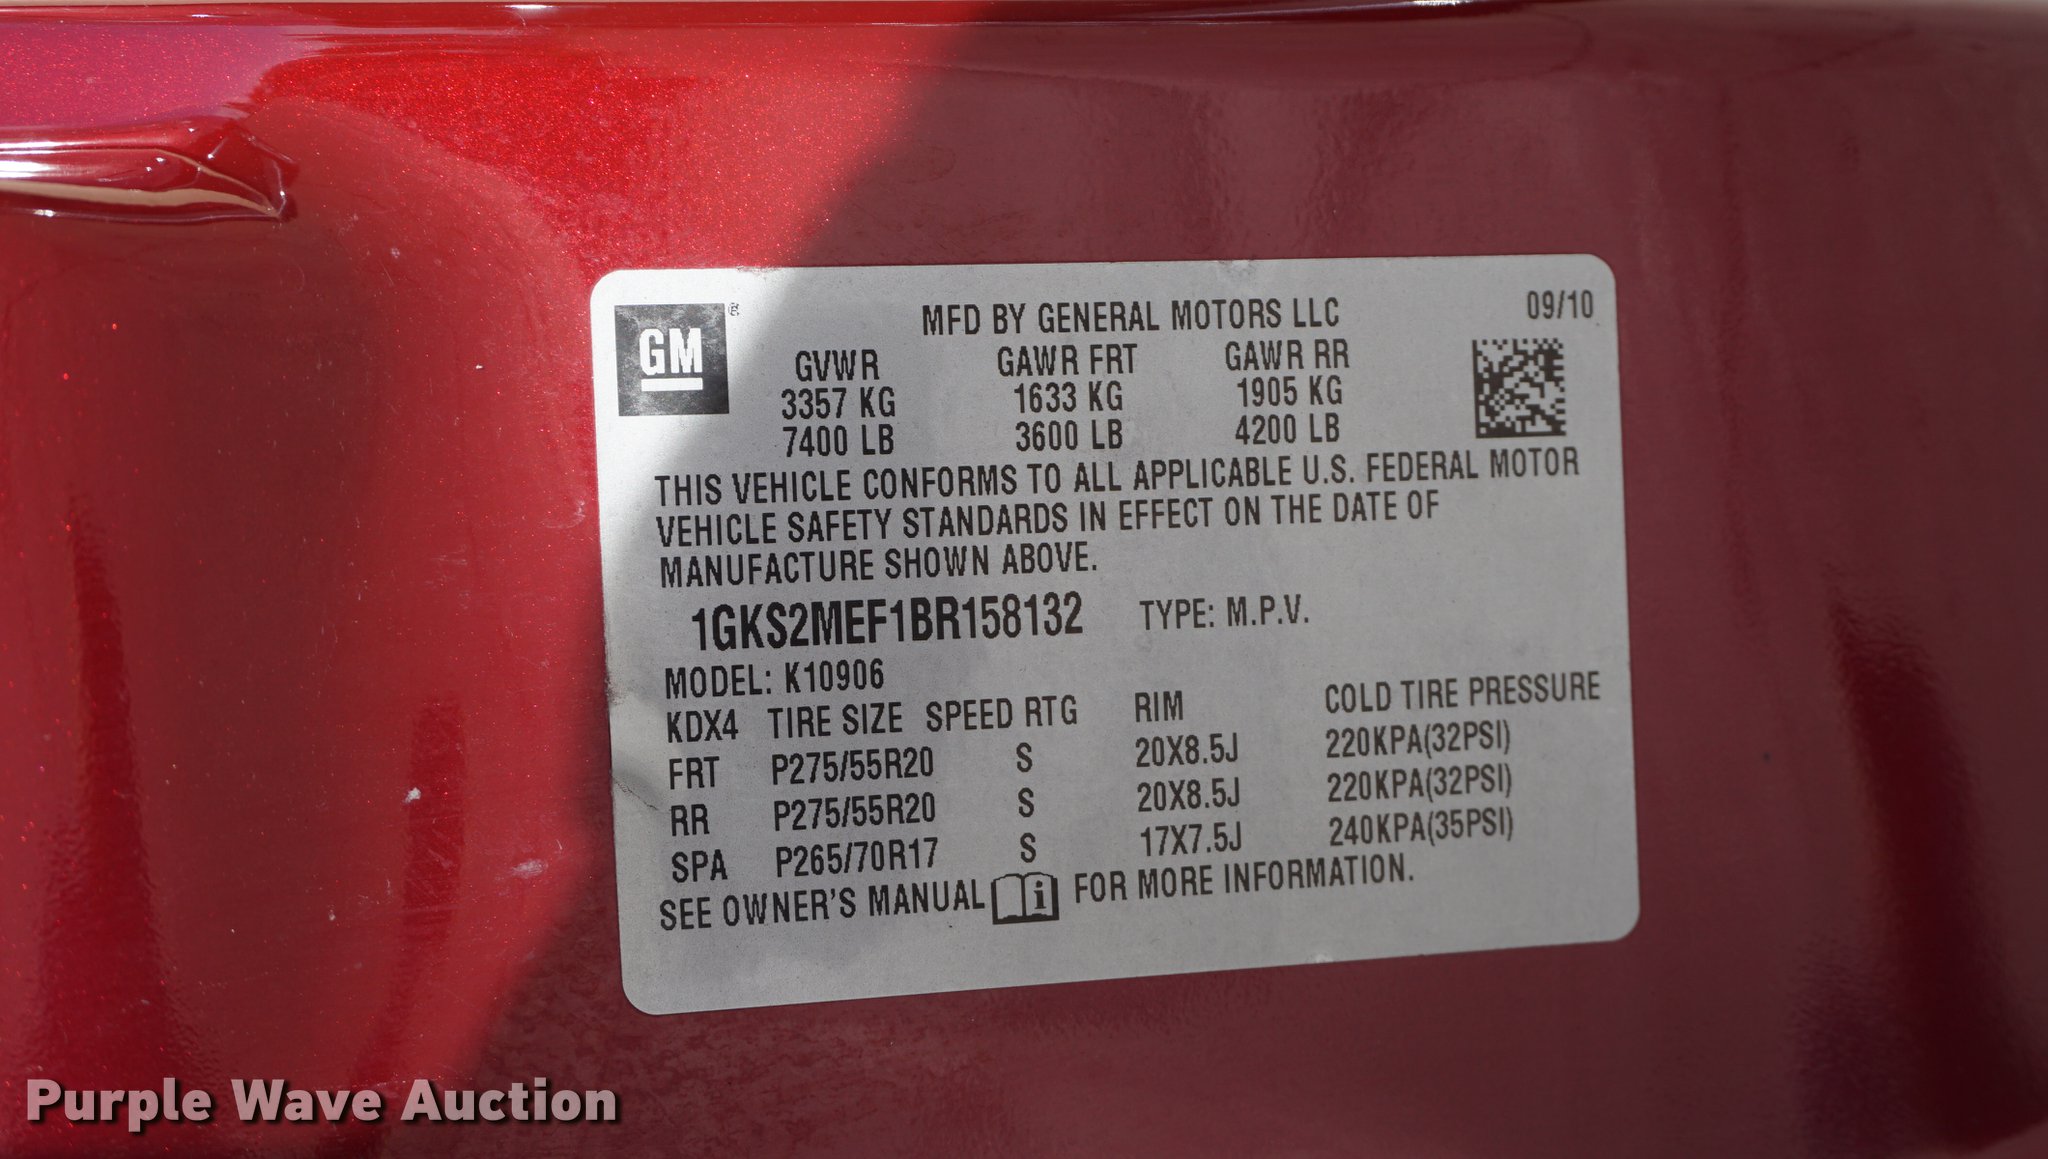 GM
MFD BY GENERAL MOTORS LLC 09/10
GVWR GAWR FRT GAWR RR
3357 KG 1633 KG 1905 KG
7400 LB 3600 LB 4200 LB
THIS VEHICLE CONFORMS TO ALL APPLICABLE U.S. FEDERAL MOTOR
VEHICLE SAFETY STANDARDS IN EFFECT ON THE DATE OF
MANUFACTURE SHOWN ABOVE.
1GKS2MEF1BR158132 TYPE: M.P.V.
MODEL: K10906
KDX4 TIRE SIZE SPEED RTG RIM COLD TIRE PRESSURE
FRT P275/55R20 S 20X8.5J 220KPA(32PSI)
RR P275/55R20 S 20X8.5J 220KPA(32PSI)
SPA P265/70R17 S 17X7.5J 240KPA(35PSI)
SEE OWNER'S MANUAL i FOR MORE INFORMATION.
Purple Wave Auction